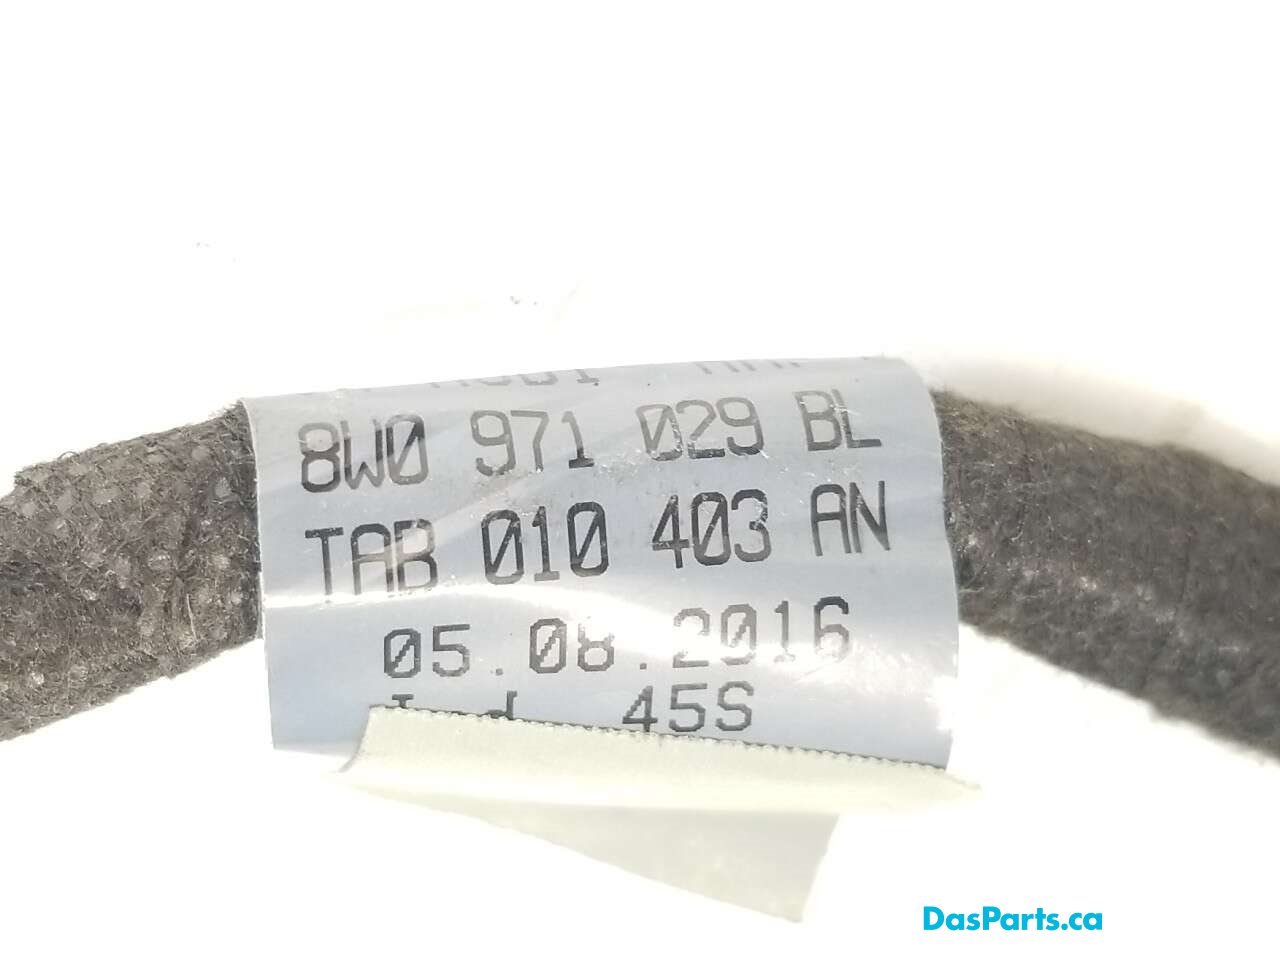 8W0 971 029 BL
TAB 010 403 AN
05.08.2016
45S
DasParts.ca